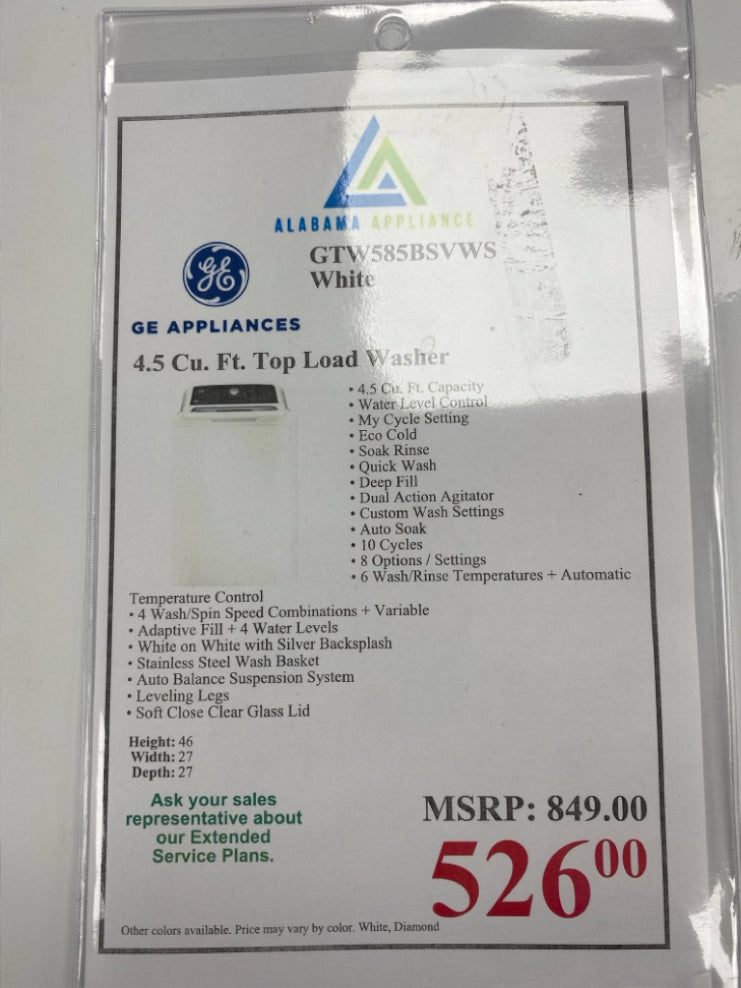 ALABAMA APPLIANCE
GE
GTW585BSVWS
White
GE APPLIANCES
4.5 Cu. Ft. Top Load Washer
• 4.5 Cu. Ft. Capacity
• Water Level Control
• My Cycle Setting
• Eco Cold
• Soak Rinse
• Quick Wash
• Deep Fill
• Dual Action Agitator
• Custom Wash Settings
• Auto Soak
• 10 Cycles
• 8 Options / Settings
• 6 Wash/Rinse Temperatures + Automatic
Temperature Control
• 4 Wash/Spin Speed Combinations + Variable
• Adaptive Fill + 4 Water Levels
• White on White with Silver Backsplash
• Stainless Steel Wash Basket
• Auto Balance Suspension System
• Leveling Legs
• Soft Close Clear Glass Lid
Height: 46
Width: 27
Depth: 27
Ask your sales
representative about
our Extended
Service Plans.
MSRP: 849.00
526 00
Other colors available. Price may vary by color. White, Diamond